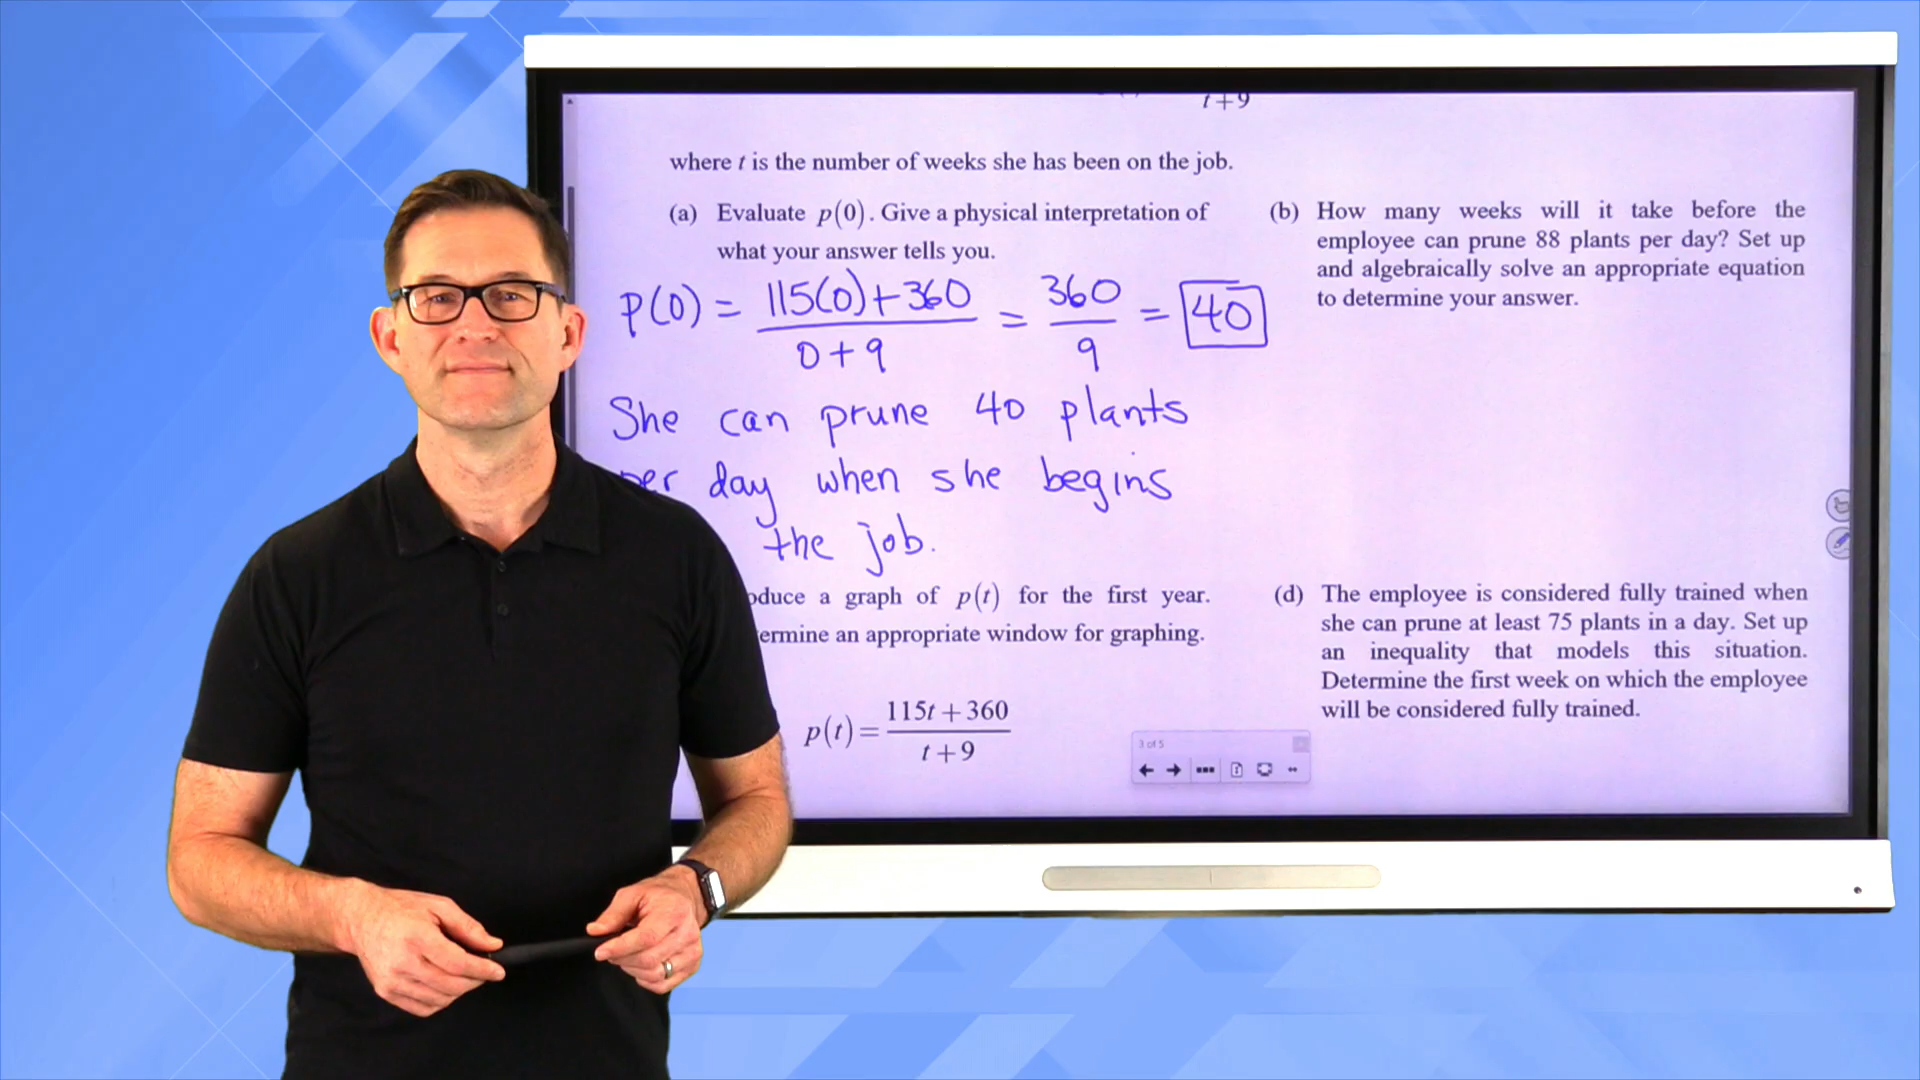 t+9
where t is the number of weeks she has been on the job.
(a) Evaluate p(0). Give a physical interpretation of
what your answer tells you.
p(0) = 115(0)+360 / 0+9 = 360 / 9 = 40
She can prune 40 plants
per day when she begins
the job.
(b) How many weeks will it take before the
employee can prune 88 plants per day? Set up
and algebraically solve an appropriate equation
to determine your answer.
a graph of p(t) for the first year.
an appropriate window for graphing.
p(t) = 115t + 360 / t + 9
(d) The employee is considered fully trained when
she can prune at least 75 plants in a day. Set up
an inequality that models this situation.
Determine the first week on which the employee
will be considered fully trained.
3 of 5